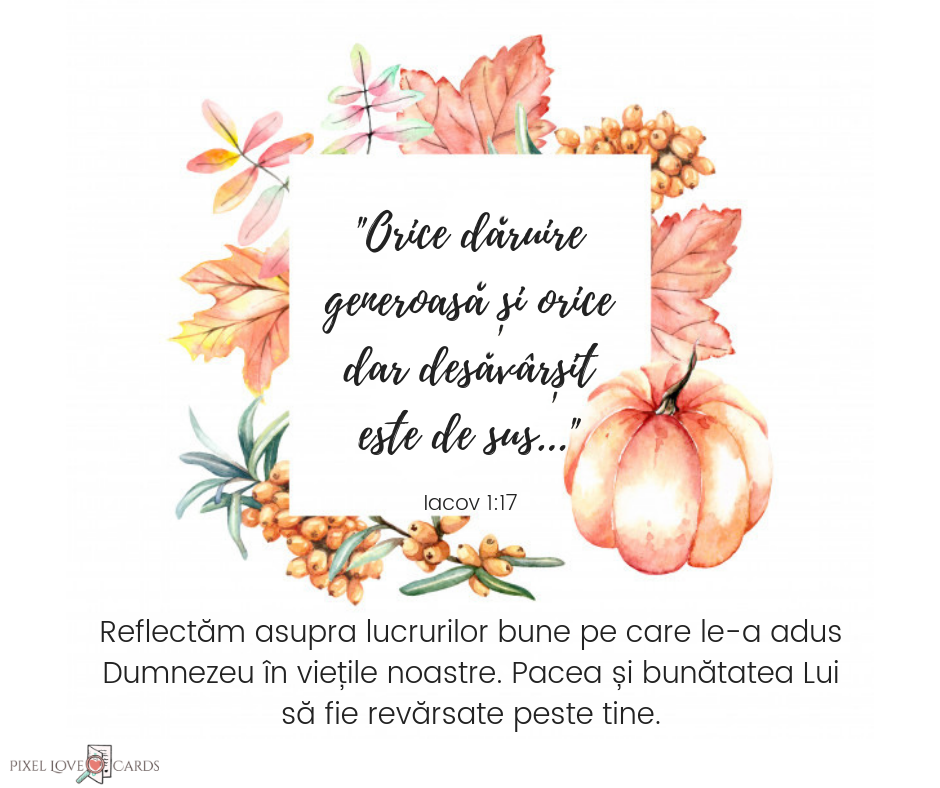 "Orice dăruire
generoasă și orice
dar desăvârșit
este de sus..."
Iacov 1:17
Reflectăm asupra lucrurilor bune pe care le-a adus
Dumnezeu în viețile noastre. Pacea și bunătatea Lui
să fie revărsate peste tine.
PIXEL LOVE CARDS